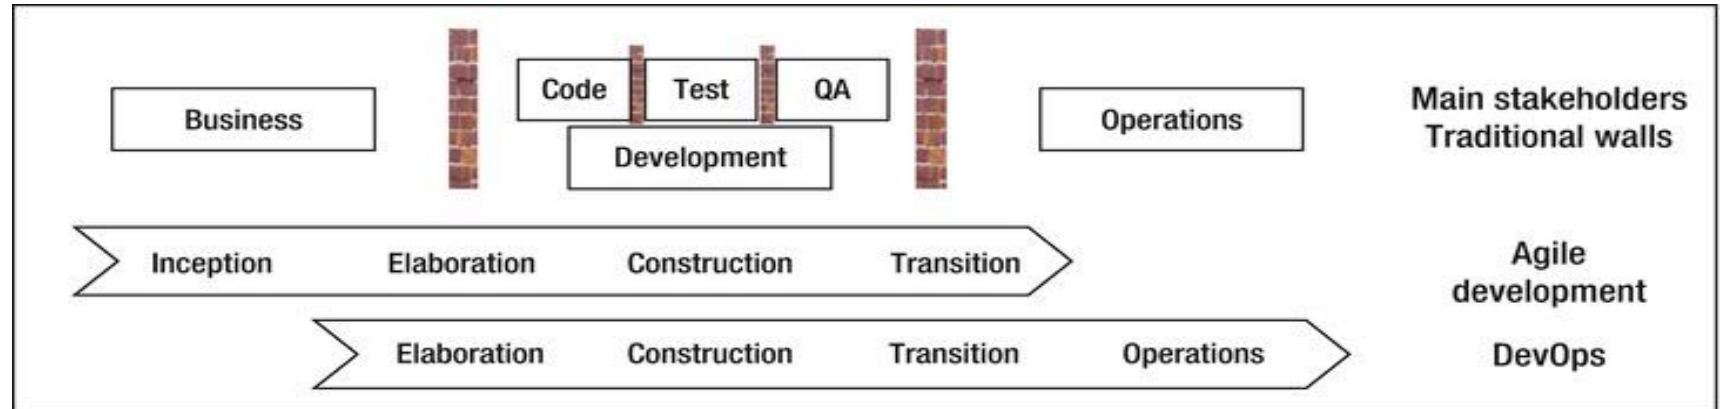 Business
Code
Test
QA
Development
Operations
Main stakeholders
Traditional walls
Inception
Elaboration
Construction
Transition
Agile
development
Elaboration
Construction
Transition
Operations
DevOps